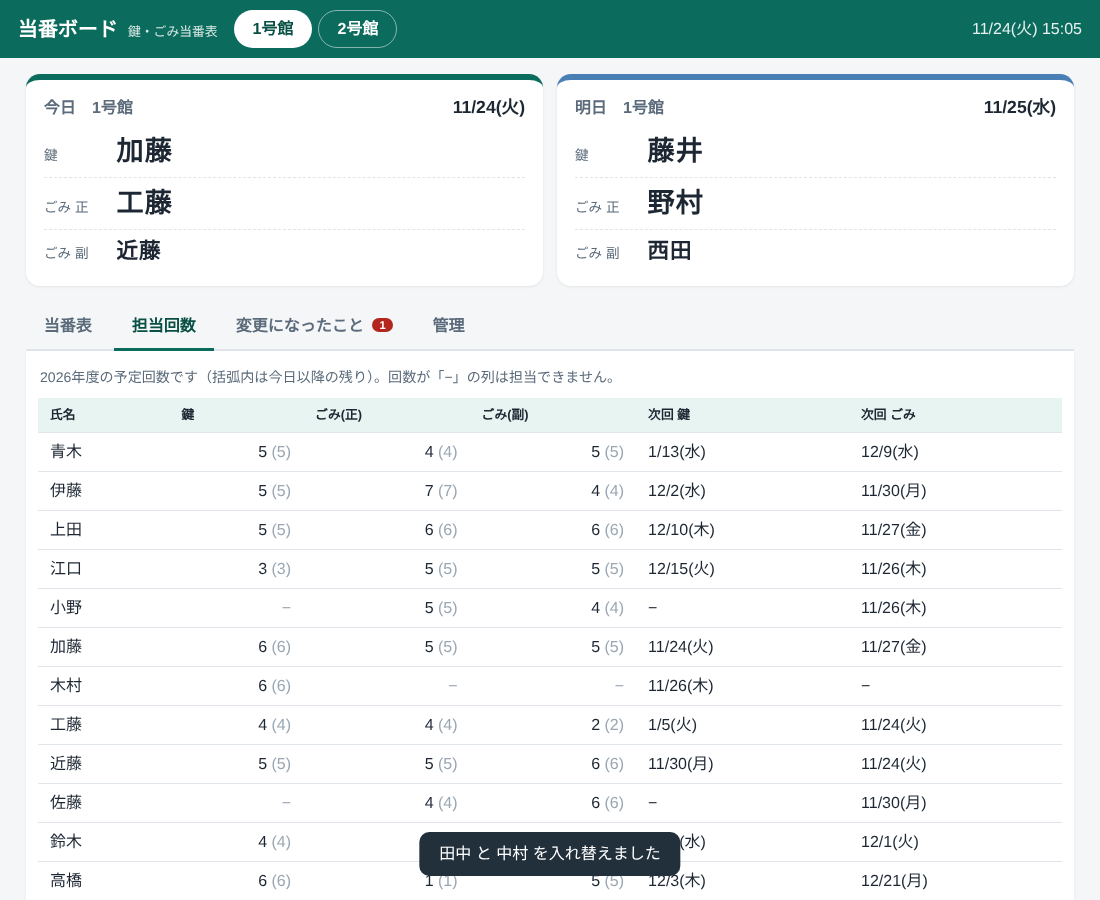 当番ボード 鍵・ごみ当番表 1号館 2号館 11/24(火) 15:05
今日 1号館 11/24(火)
鍵 加藤
ごみ 正 工藤
ごみ 副 近藤
明日 1号館 11/25(水)
鍵 藤井
ごみ 正 野村
ごみ 副 西田
当番表 担当回数 変更になったこと 1 管理
2026年度の予定回数です（括弧内は今日以降の残り）。回数が「–」の列は担当できません。
氏名 鍵 ごみ(正) ごみ(副) 次回 鍵 次回 ごみ
青木 5 (5) 4 (4) 5 (5) 1/13(水) 12/9(水)
伊藤 5 (5) 7 (7) 4 (4) 12/2(水) 11/30(月)
上田 5 (5) 6 (6) 6 (6) 12/10(木) 11/27(金)
江口 3 (3) 5 (5) 5 (5) 12/15(火) 11/26(木)
小野 – 5 (5) 4 (4) – 11/26(木)
加藤 6 (6) 5 (5) 5 (5) 11/24(火) 11/27(金)
木村 6 (6) – – 11/26(木) –
工藤 4 (4) 4 (4) 2 (2) 1/5(火) 11/24(火)
近藤 5 (5) 5 (5) 6 (6) 11/30(月) 11/24(火)
佐藤 – 4 (4) 6 (6) – 11/30(月)
鈴木 4 (4) (水) 12/1(火)
田中 と 中村 を入れ替えました
高橋 6 (6) 1 (1) 5 (5) 12/3(木) 12/21(月)